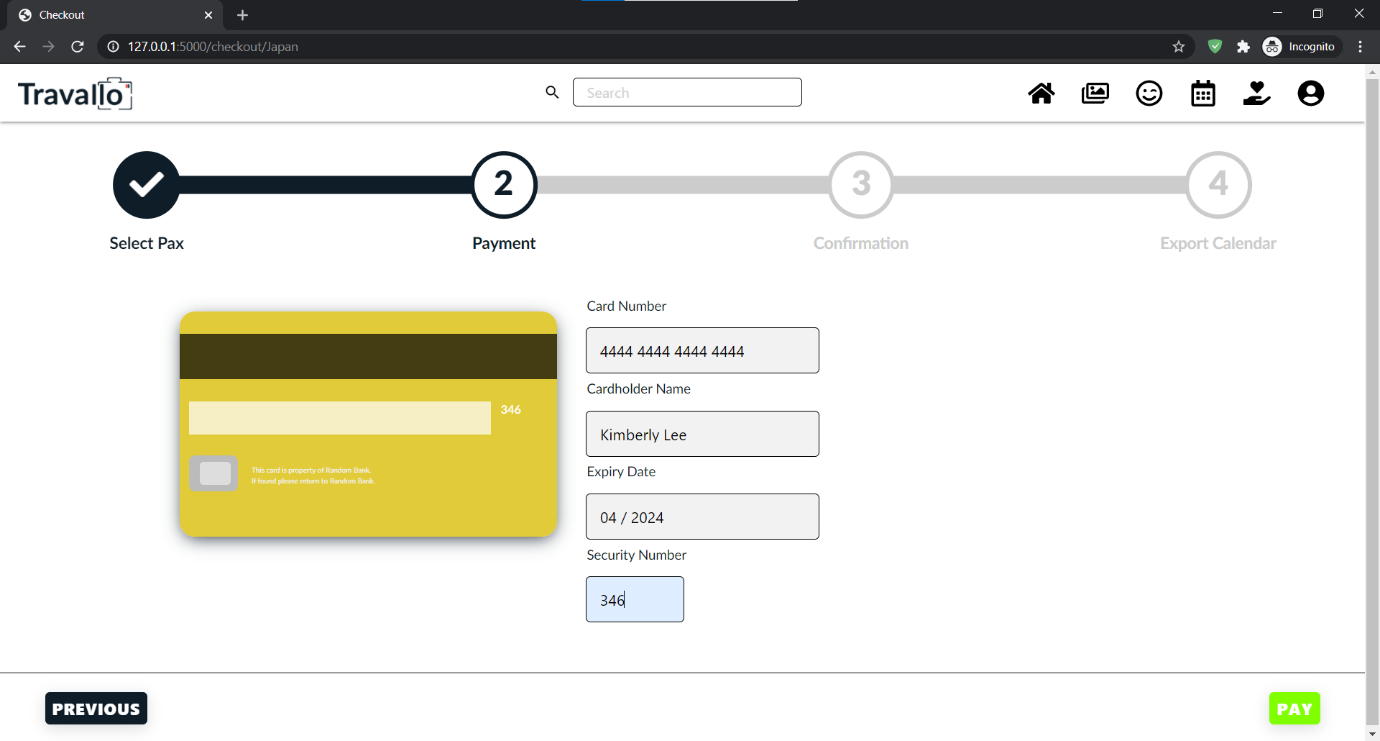 Checkout
127.0.0.1:5000/checkout/Japan
Incognito
Travallo
Search
2
3
4
Select Pax
Payment
Confirmation
Export Calendar
Card Number
4444 4444 4444 4444
Cardholder Name
Kimberly Lee
Expiry Date
04 / 2024
Security Number
346
346
This card is property of Random Bank.
If found please return to Random Bank.
PREVIOUS
PAY